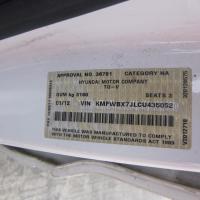 APPROVAL NO. 36781 CATEGORY NA
HYUNDAI MOTOR COMPANY
TQ-V
GVM kg 3160 SEATS 3
01/12 VIN KMFWBX7JLCU435052
THIS VEHICLE WAS MANUFACTURED TO
COMPLY WITH THE MOTOR VEHICLE
STANDARDS ACT 1989